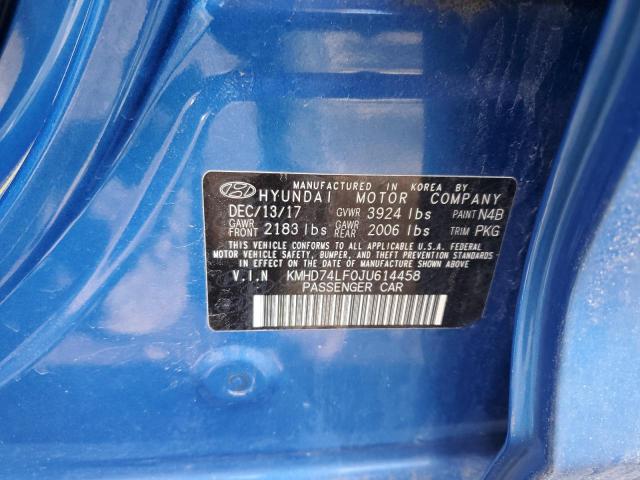 MANUFACTURED IN KOREA BY
HYUNDAI MOTOR COMPANY
DEC/13/17 GVWR 3924 lbs PAINT N4B
GAWR FRONT 2183 lbs GAWR REAR 2006 lbs TRIM PKG
THIS VEHICLE CONFORMS TO ALL APPLICABLE U.S.A. FEDERAL
MOTOR VEHICLE SAFETY, BUMPER, AND THEFT PREVENTION
STANDARDS IN EFFECT ON THE DATE OF MANUFACTURE SHOWN ABOVE.
V.I.N KMHD74LF0JU614458
PASSENGER CAR